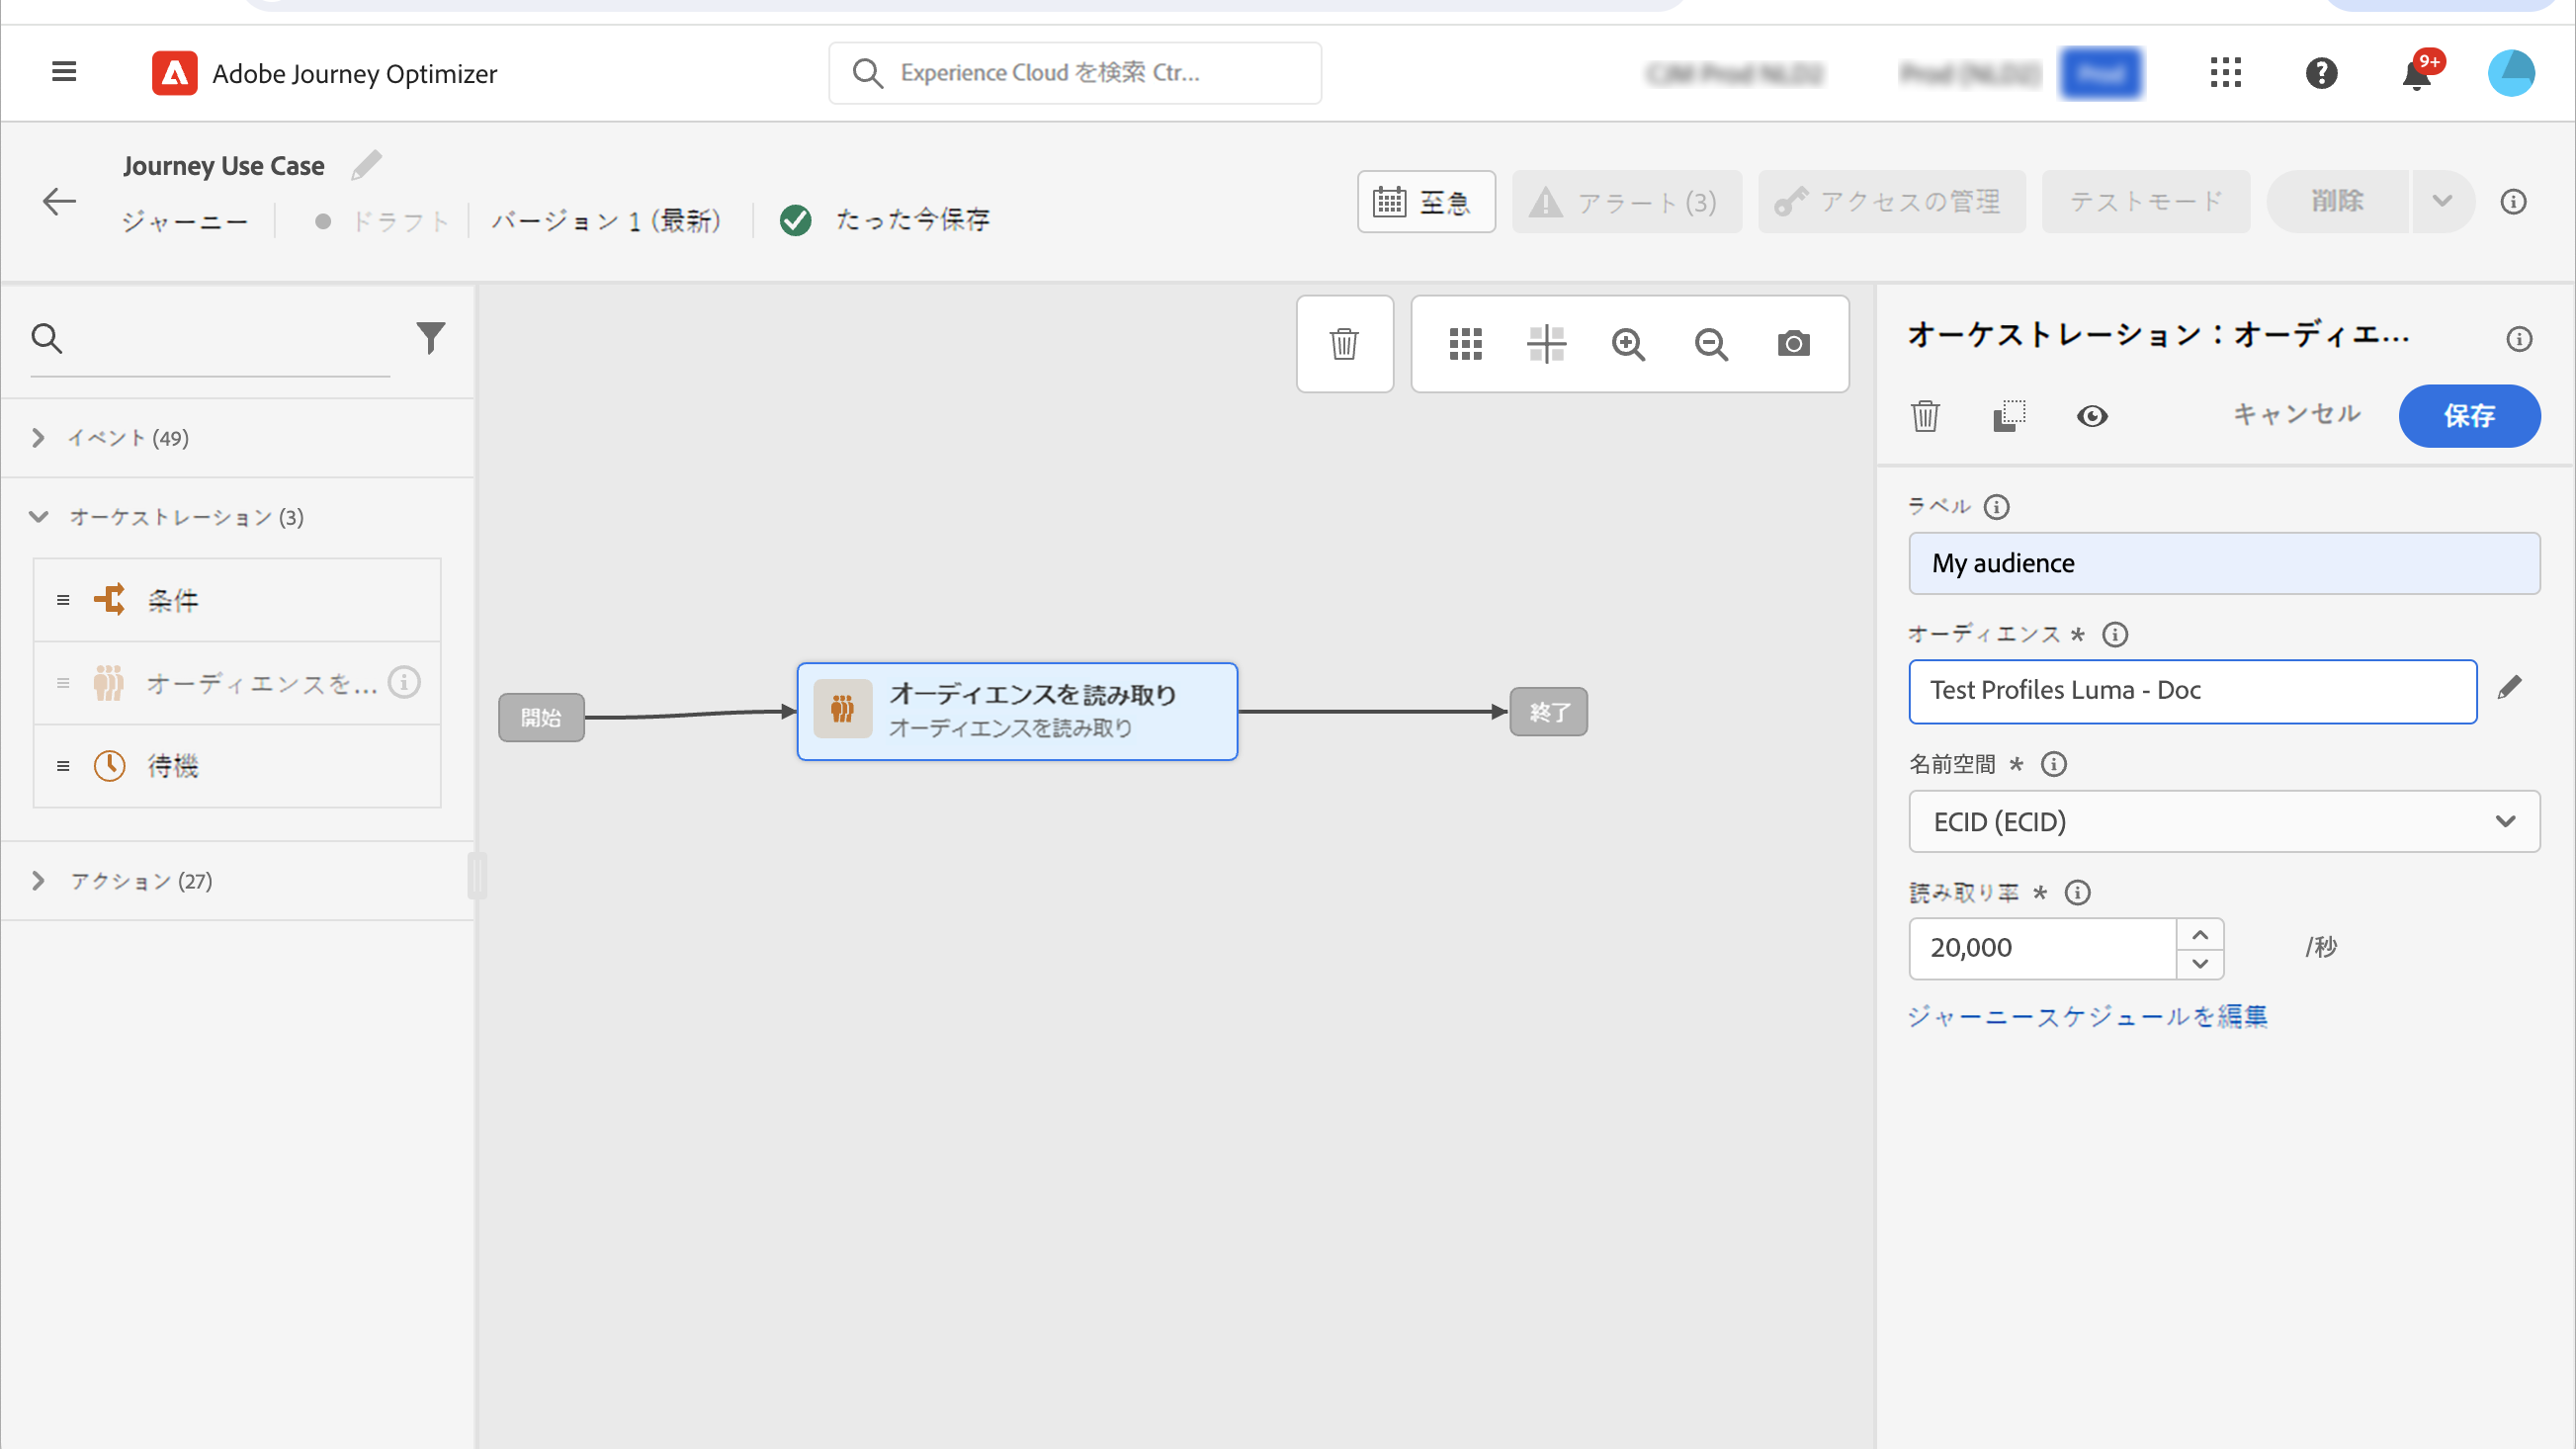 Adobe Journey Optimizer
Experience Cloud を検索 Ctr...
9+
Journey Use Case
ジャーニー
ドラフト
バージョン 1 (最新)
たった今保存
至急
アラート (3)
アクセスの管理
テストモード
削除
イベント (49)
オーケストレーション (3)
条件
オーディエンスを...
待機
アクション (27)
開始
オーディエンスを読み取り
オーディエンスを読み取り
終了
オーケストレーション：オーディエ...
キャンセル
保存
ラベル
My audience
オーディエンス *
Test Profiles Luma - Doc
名前空間 *
ECID (ECID)
読み取り率 *
20,000
/秒
ジャーニースケジュールを編集